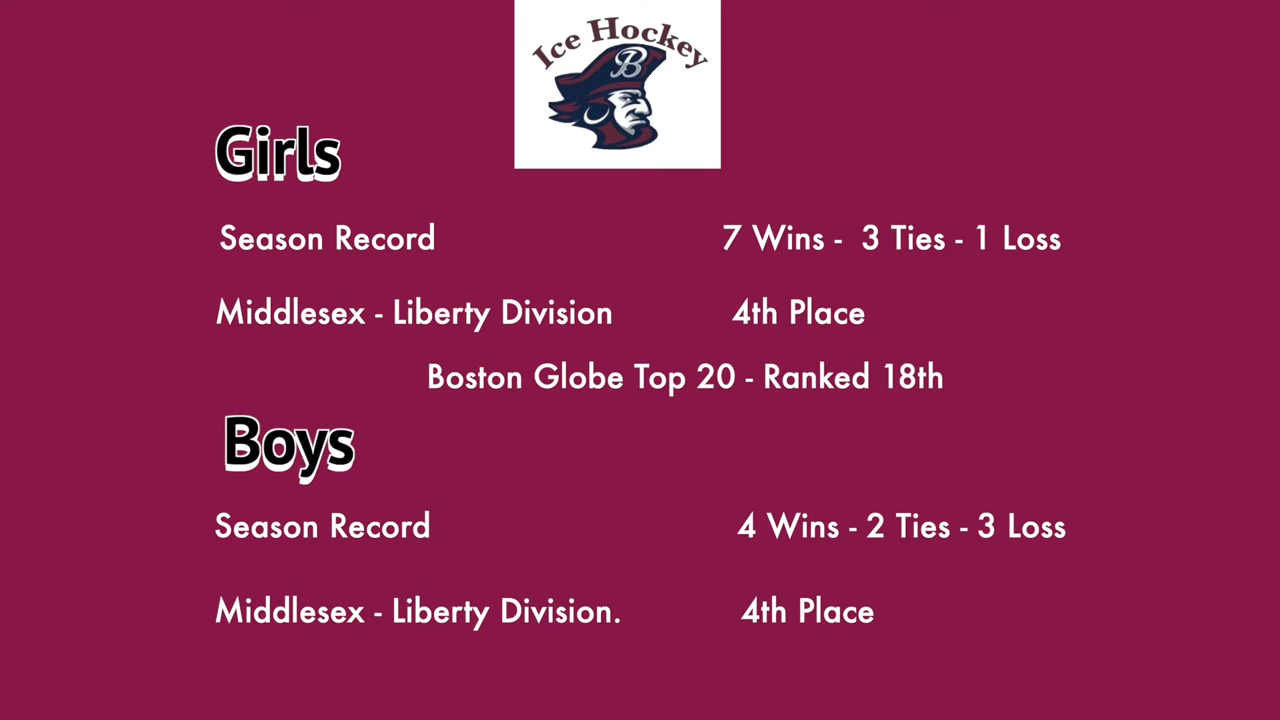 Ice Hockey
B
Girls
Season Record 7 Wins - 3 Ties - 1 Loss
Middlesex - Liberty Division 4th Place
Boston Globe Top 20 - Ranked 18th
Boys
Season Record 4 Wins - 2 Ties - 3 Loss
Middlesex - Liberty Division. 4th Place